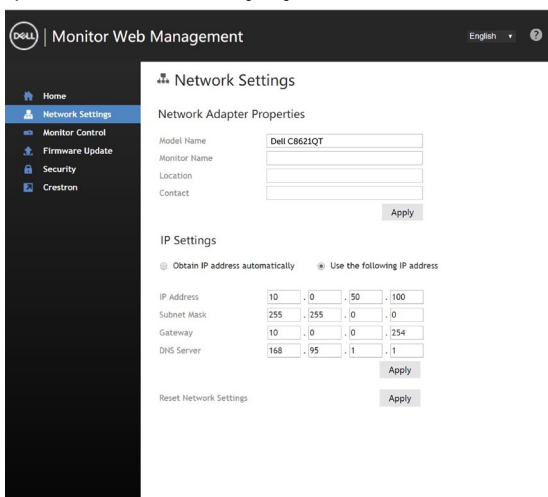 DELL | Monitor Web Management
English
?
Home
Network Settings
Monitor Control
Firmware Update
Security
Crestron
Network Settings
Network Adapter Properties
Model Name Dell C8621QT
Monitor Name
Location
Contact
Apply
IP Settings
Obtain IP address automatically Use the following IP address
IP Address 10 . 0 . 50 . 100
Subnet Mask 255 . 255 . 0 . 0
Gateway 10 . 0 . 0 . 254
DNS Server 168 . 95 . 1 . 1
Apply
Reset Network Settings Apply